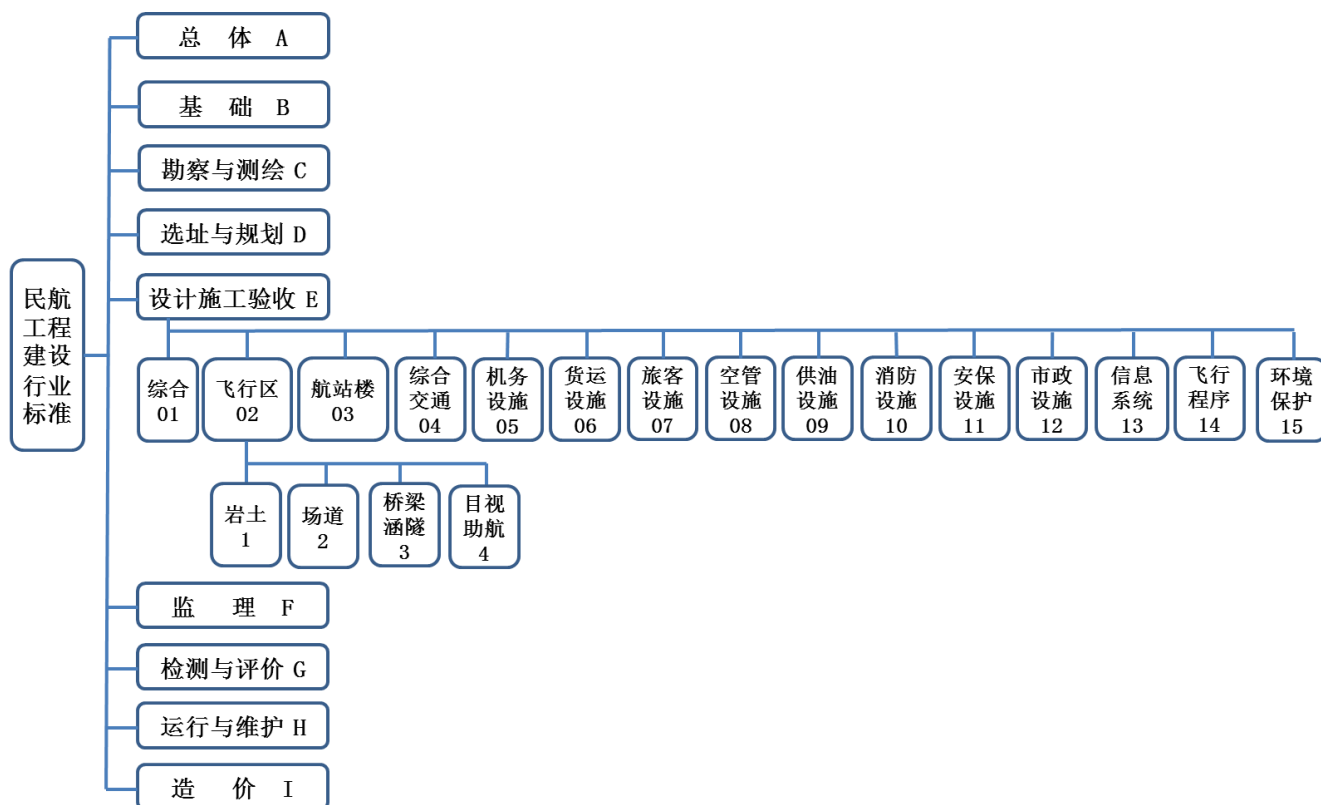 总 体 A
基 础 B
勘察与测绘 C
选址与规划 D
民航
工程
建设
行业
标准
设计施工验收 E
综合
01
飞行区
02
航站楼
03
综合
交通
04
机务
设施
05
货运
设施
06
旅客
设施
07
空管
设施
08
供油
设施
09
消防
设施
10
安保
设施
11
市政
设施
12
信息
系统
13
飞行
程序
14
环境
保护
15
岩土
1
场道
2
桥梁
涵隧
3
目视
助航
4
监 理 F
检测与评价 G
运行与维护 H
造 价 I